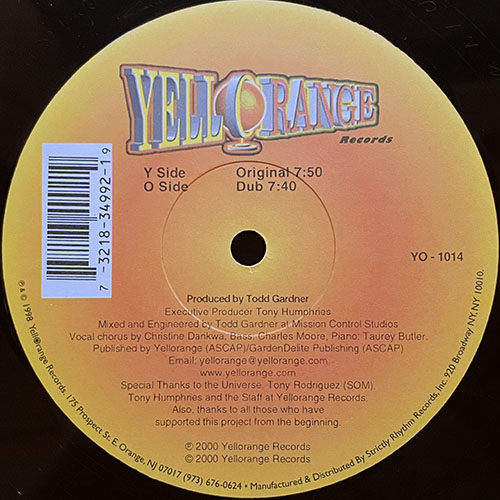 YELLORANGE
Records
Y Side Original 7:50
O Side Dub 7:40
7-3218-34992-1 9
YO - 1014
Produced by Todd Gardner
Executive Producer Tony Humphries
Mixed and Engineered by Todd Gardner at Mission Control Studios
Vocal chorus by Christine Dankwa, Bass: Charles Moore, Piano: Taurey Butler.
Published by Yellorange (ASCAP)/GardenDelite Publishing (ASCAP)
Email: yellorange@yellorange.com
www.yellorange.com
Special Thanks to the Universe. Tony Rodriguez (SOM).
Tony Humphries and the Staff at Yellorange Records.
Also, thanks to all those who have
supported this project from the beginning.
℗ 2000 Yellorange Records
© 2000 Yellorange Records
℗ & © 1998 Yell@range Records. 175 Prospect St. E. Orange, NJ 07017 (973) 676-0624 • Manufactured & Distributed By Strictly Rhythm Records, Inc. 920 Broadway NY. NY 10010.